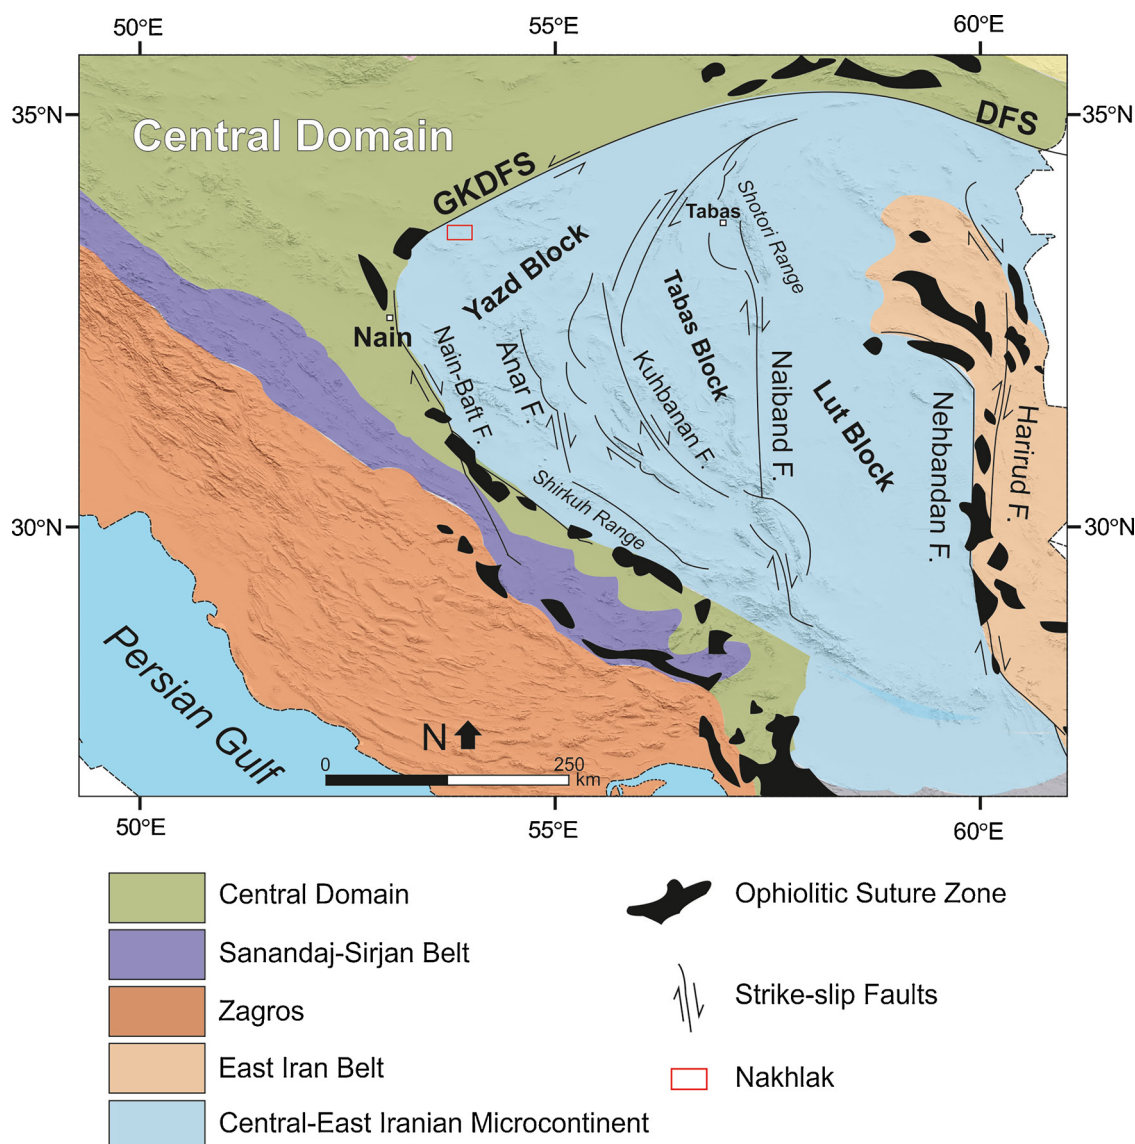 50°E
55°E
60°E
35°N
35°N
Central Domain
DFS
GKDFS
Shotori Range
Tabas
Yazd Block
Tabas Block
Nain
Nain-Baft F.
Anar F.
Kuhbanan F.
Naiband F.
Lut Block
Nehbandan F.
Harirud F.
Shirkuh Range
30°N
30°N
Persian Gulf
N
0
250
km
50°E
55°E
60°E
Central Domain
Ophiolitic Suture Zone
Sanandaj-Sirjan Belt
Strike-slip Faults
Zagros
East Iran Belt
Nakhlak
Central-East Iranian Microcontinent